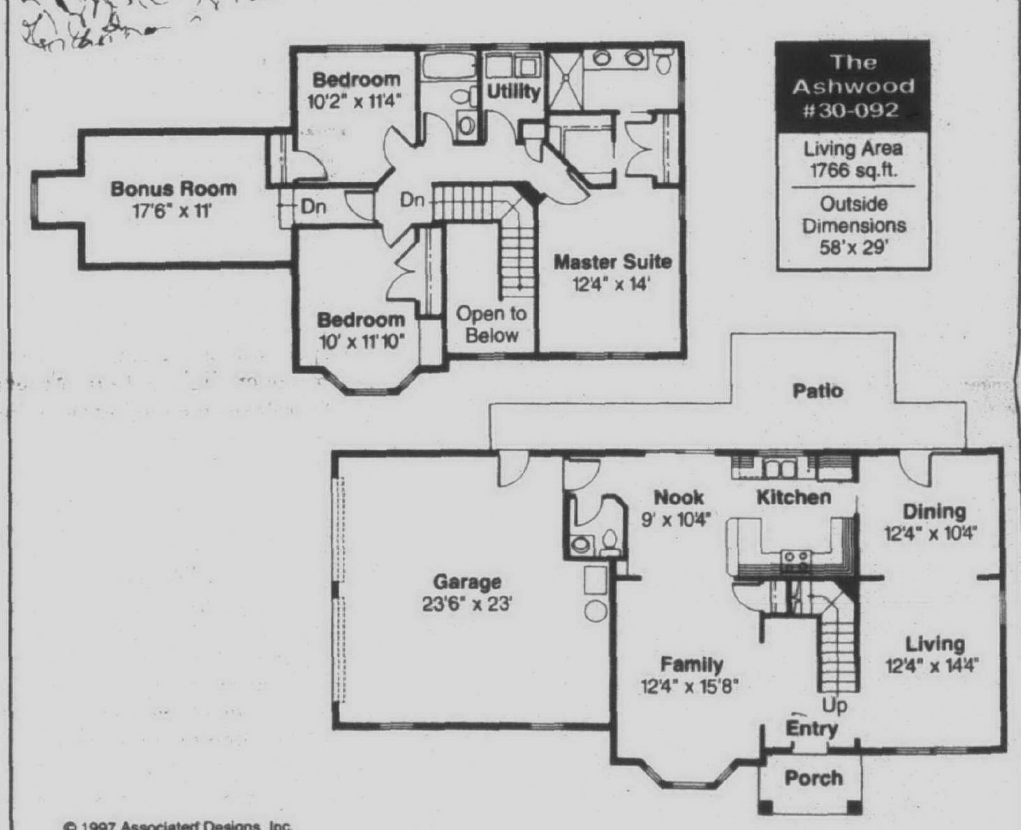 Bedroom
10'2" x 11'4"
Utility
The
Ashwood
#30-092
Living Area
1766 sq.ft.
Outside
Dimensions
58' x 29'
Bonus Room
17'6" x 11'
Dn
Dn
Master Suite
12'4" x 14'
Bedroom
10' x 11'10"
Open to
Below
Patio
Nook
9' x 10'4"
Kitchen
Dining
12'4" x 10'4"
Garage
23'6" x 23'
Family
12'4" x 15'8"
Living
12'4" x 14'4"
Up
Entry
Porch
© 1997 Associated Designs, Inc.